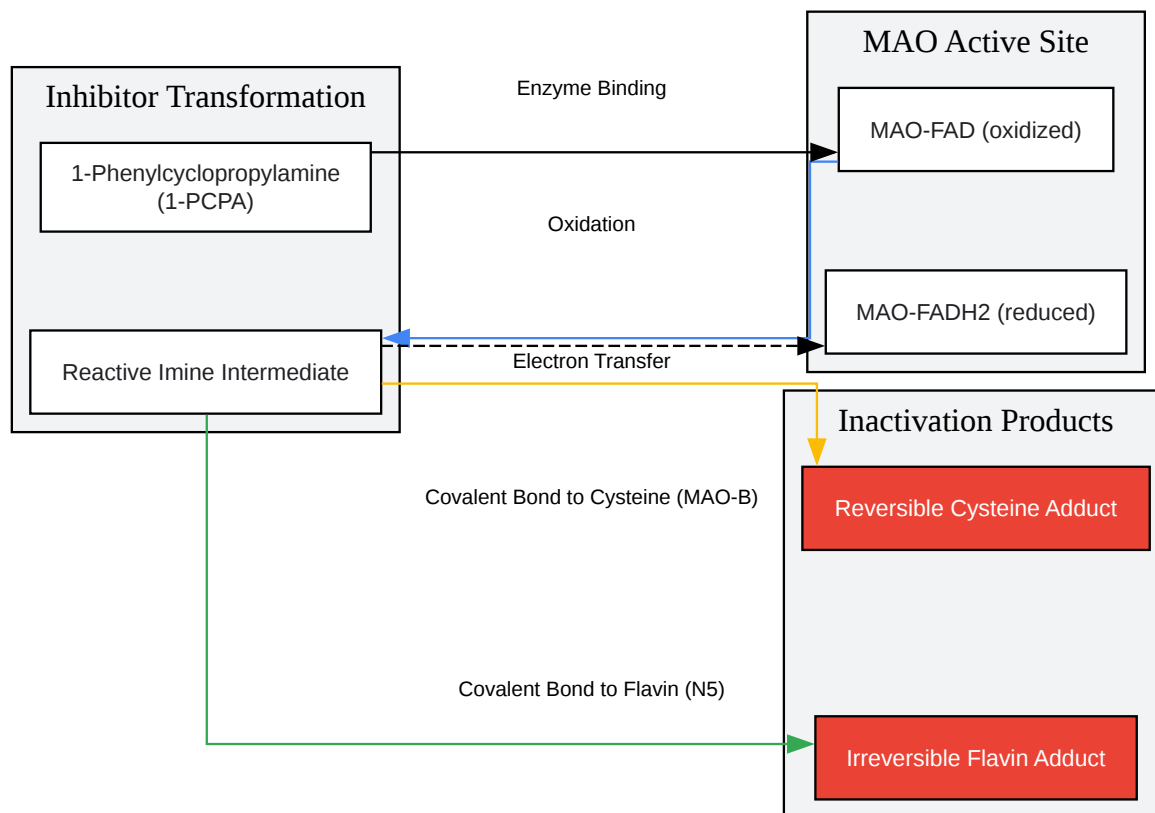 MAO Active Site
Inhibitor Transformation
Enzyme Binding
MAO-FAD (oxidized)
1-Phenylcyclopropylamine
(1-PCPA)
Oxidation
MAO-FADH2 (reduced)
Reactive Imine Intermediate
Electron Transfer
Inactivation Products
Covalent Bond to Cysteine (MAO-B)
Reversible Cysteine Adduct
Covalent Bond to Flavin (N5)
Irreversible Flavin Adduct